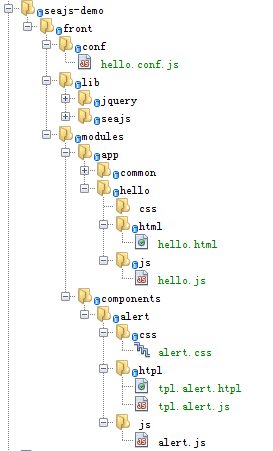 seajs-demo
front
conf
hello.conf.js
lib
jquery
seajs
modules
app
common
hello
css
html
hello.html
js
hello.js
components
alert
css
alert.css
htpl
tpl.alert.htpl
tpl.alert.js
js
alert.js